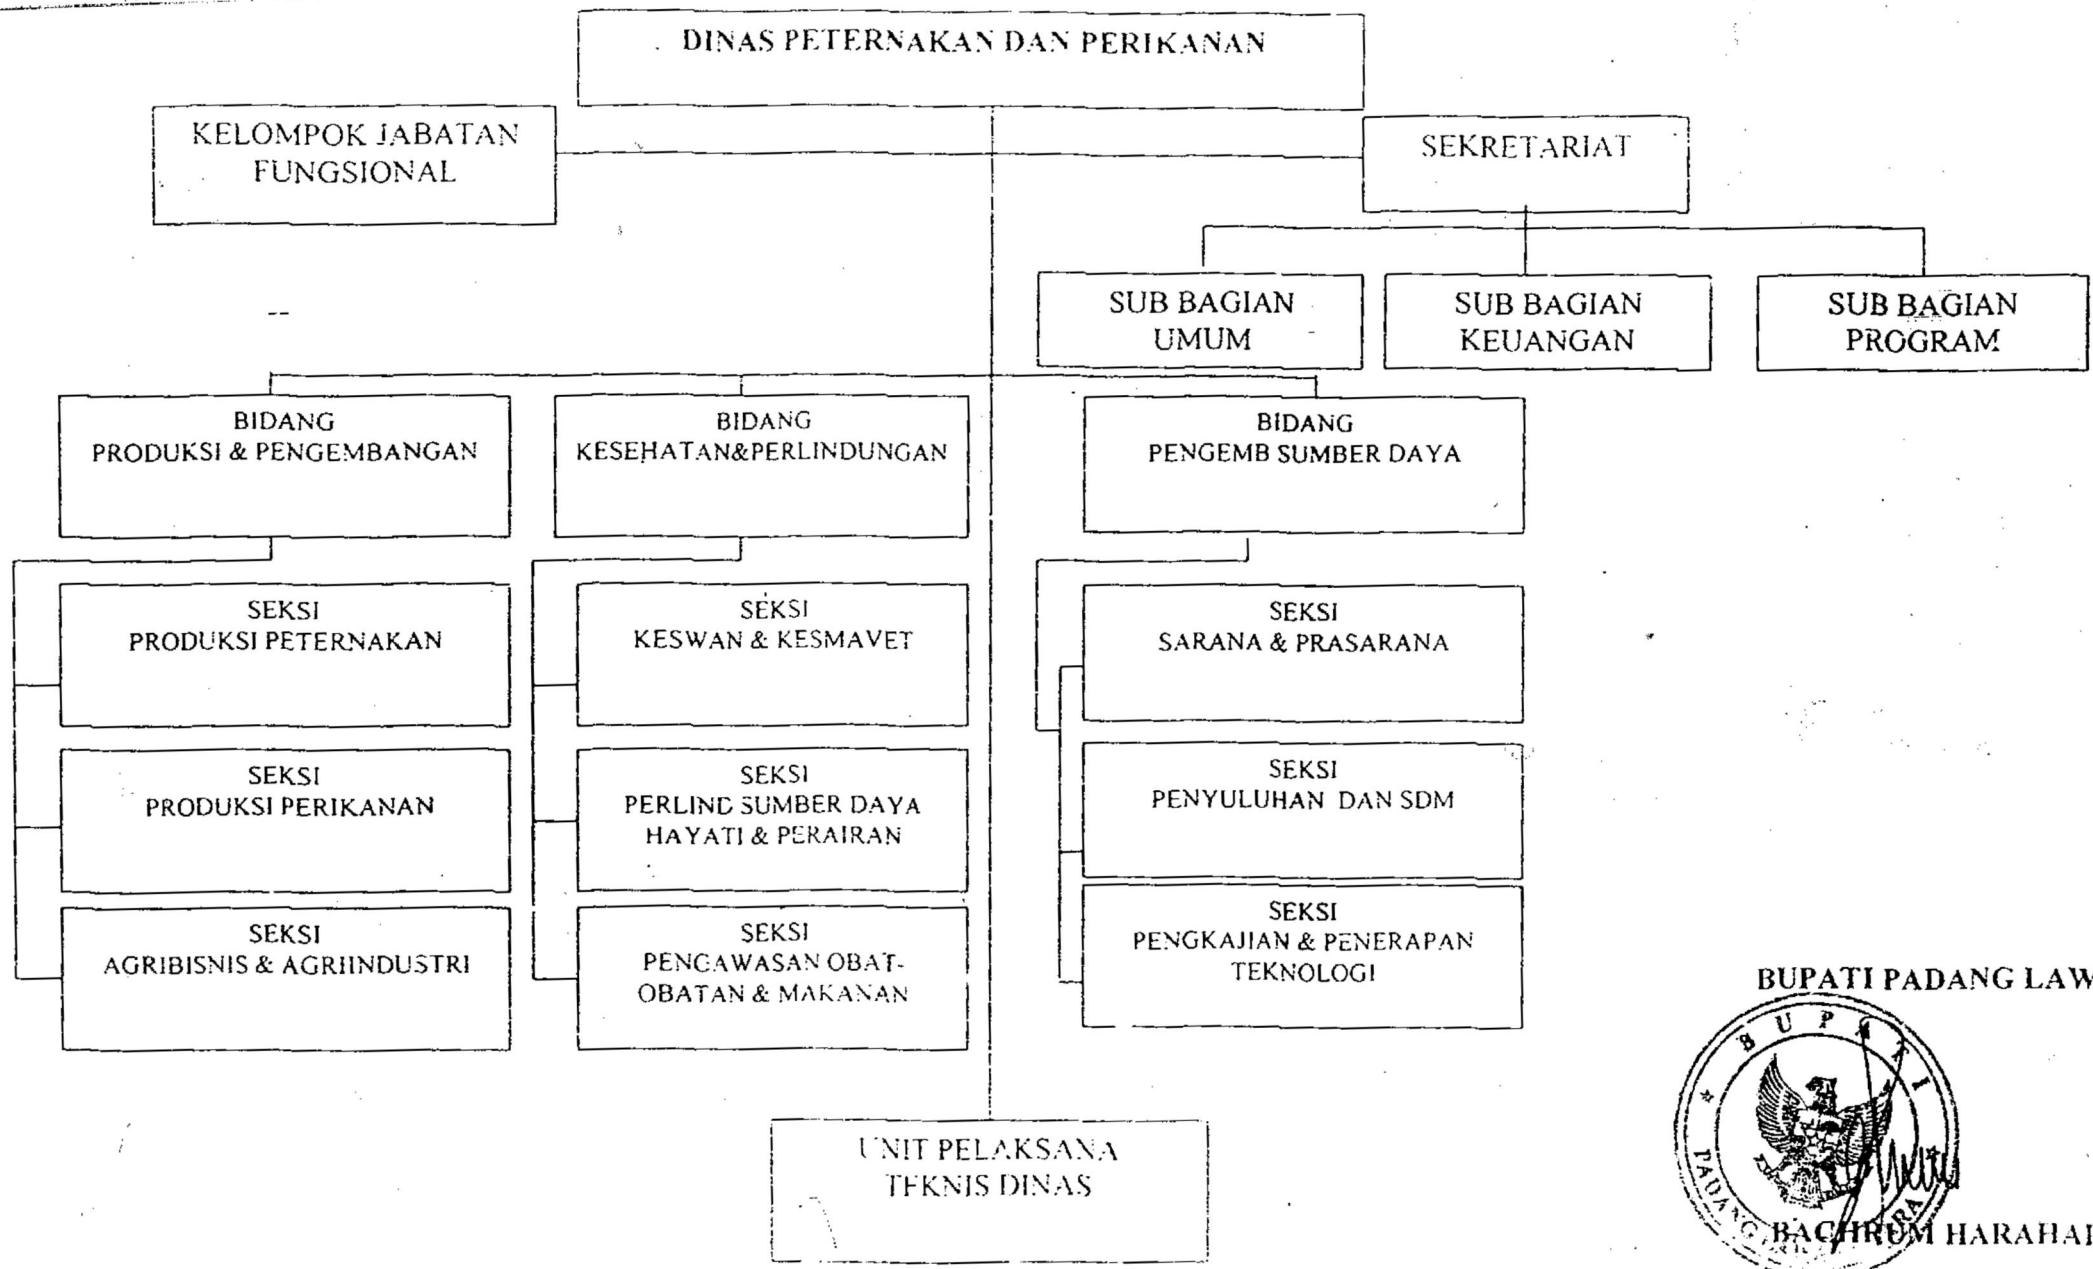 DINAS PETERNAKAN DAN PERIKANAN
KELOMPOK JABATAN
FUNGSIONAL
SEKRETARIAT
SUB BAGIAN
UMUM
SUB BAGIAN
KEUANGAN
SUB BAGIAN
PROGRAM
BIDANG
PRODUKSI & PENGEMBANGAN
BIDANG
KESEHATAN&PERLINDUNGAN
BIDANG
PENGEMB SUMBER DAYA
SEKSI
PRODUKSI PETERNAKAN
SEKSI
KESWAN & KESMAVET
SEKSI
SARANA & PRASARANA
SEKSI
PRODUKSI PERIKANAN
SEKSI
PERLIND SUMBER DAYA
HAYATI & PERAIRAN
SEKSI
PENYULUHAN DAN SDM
SEKSI
AGRIBISNIS & AGRIINDUSTRI
SEKSI
PENGAWASAN OBAT-
OBATAN & MAKANAN
SEKSI
PENGKAJIAN & PENERAPAN
TEKNOLOGI
UNIT PELAKSANA
TEKNIS DINAS
BUPATI PADANG LAW
BUPATI
PADANG
BACHRUM HARAHAP